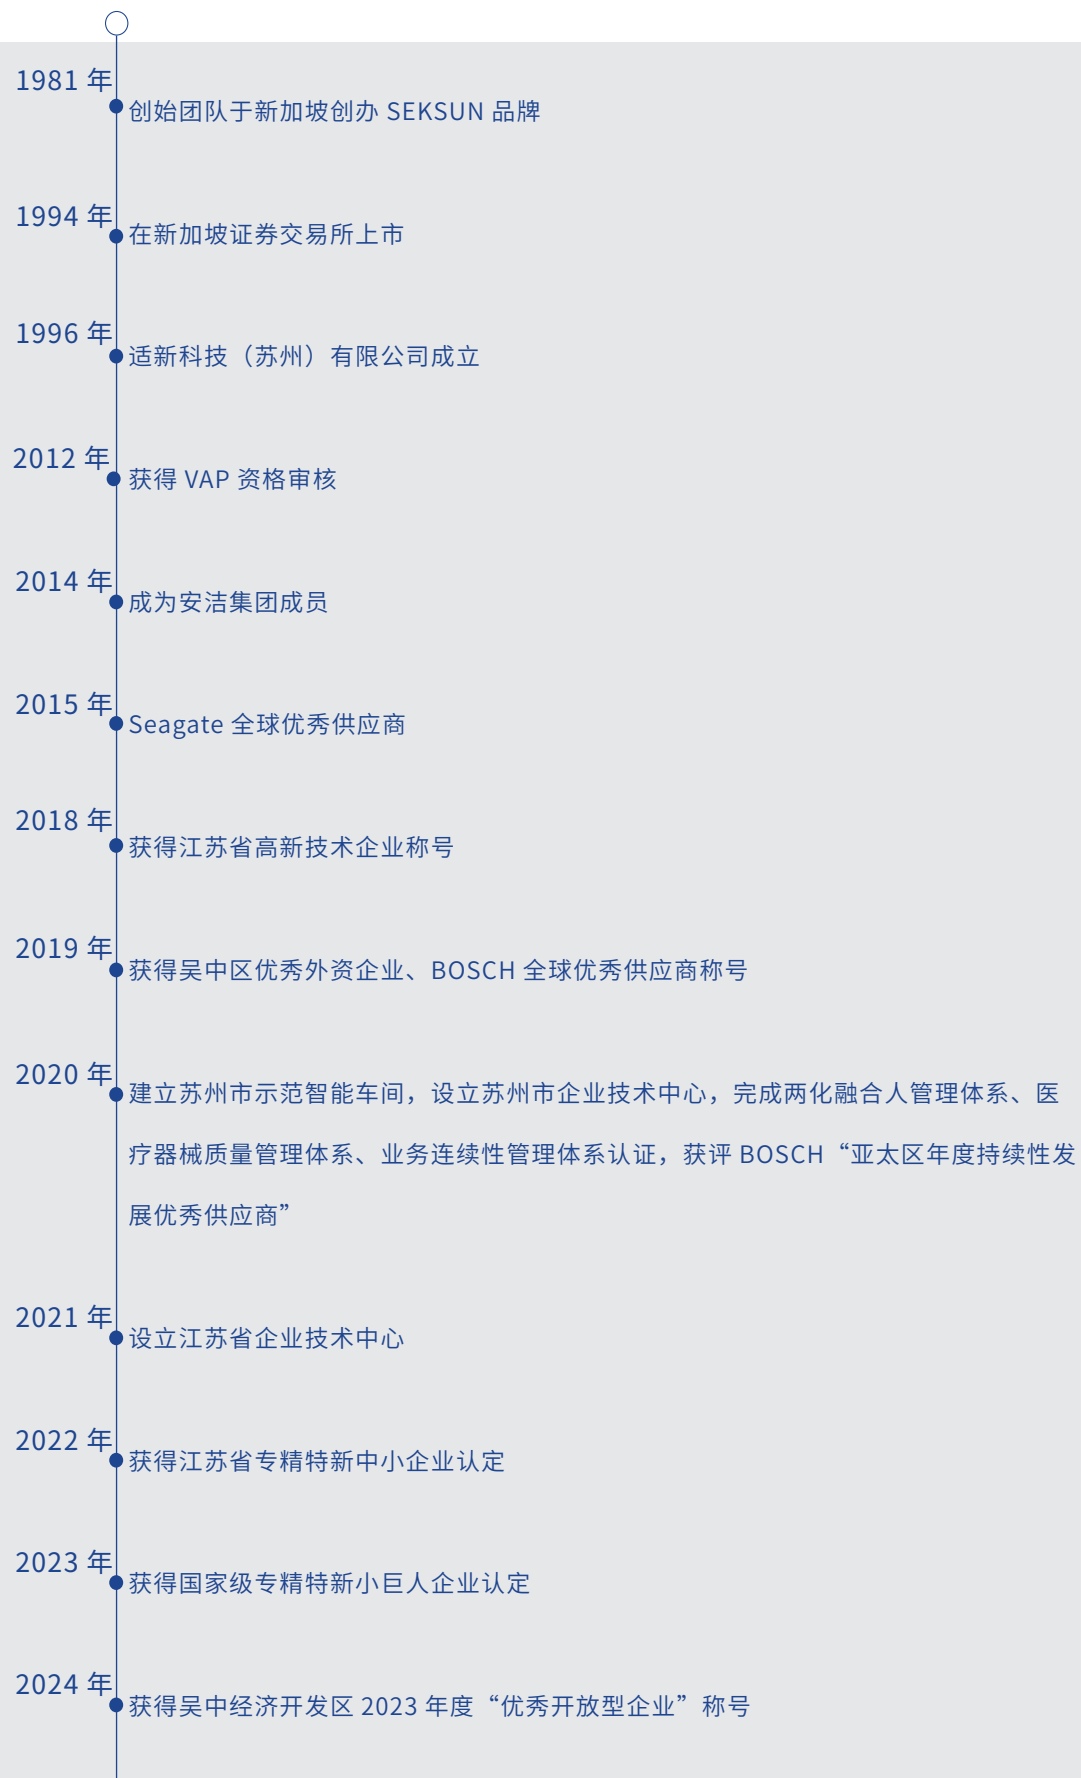 1981 年
创始团队于新加坡创办 SEKSUN 品牌
1994 年
在新加坡证券交易所上市
1996 年
适新科技（苏州）有限公司成立
2012 年
获得 VAP 资格审核
2014 年
成为安洁集团成员
2015 年
Seagate 全球优秀供应商
2018 年
获得江苏省高新技术企业称号
2019 年
获得吴中区优秀外资企业、BOSCH 全球优秀供应商称号
2020 年
建立苏州市示范智能车间，设立苏州市企业技术中心，完成两化融合人管理体系、医
疗器械质量管理体系、业务连续性管理体系认证，获评 BOSCH“亚太区年度持续性发
展优秀供应商”
2021 年
设立江苏省企业技术中心
2022 年
获得江苏省专精特新中小企业认定
2023 年
获得国家级专精特新小巨人企业认定
2024 年
获得吴中经济开发区 2023 年度“优秀开放型企业”称号